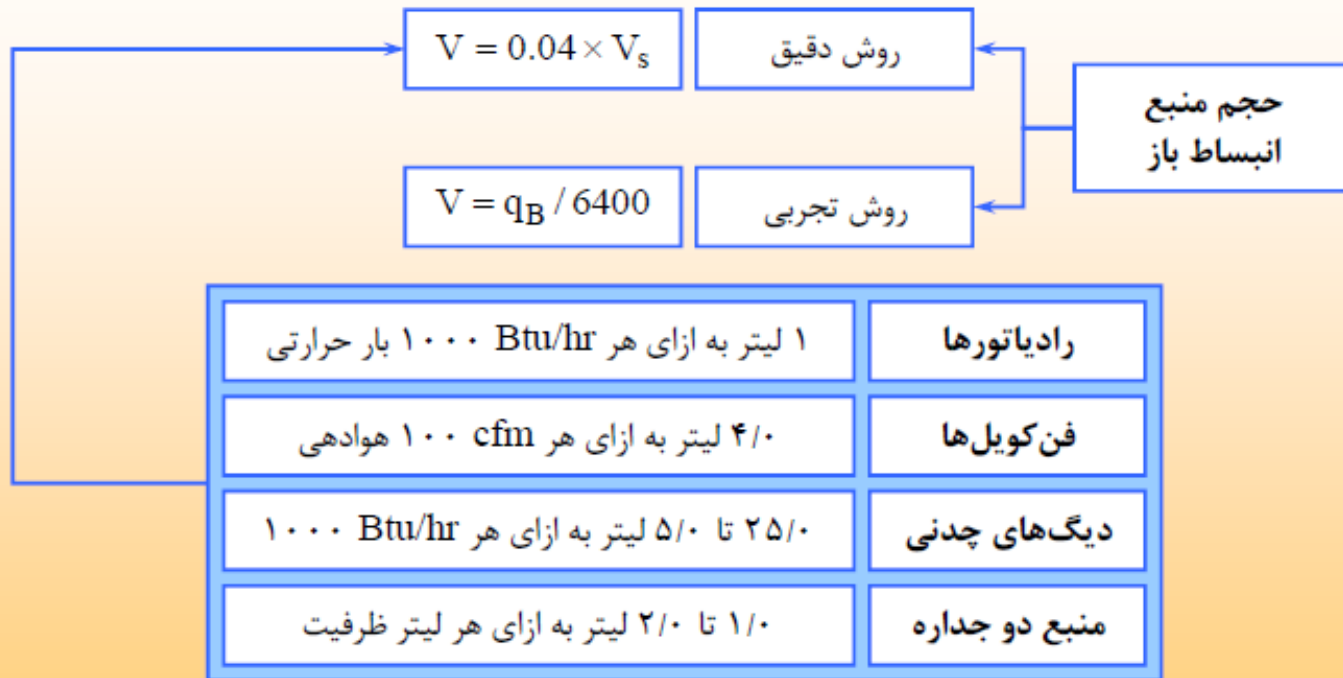 حجم منبع
انبساط باز
روش دقیق
V = 0.04 × Vs
روش تجربی
V = qB / 6400
رادیاتورها
۱ لیتر به ازای هر ۱۰۰۰ Btu/hr بار حرارتی
فن‌کویل‌ها
۴/۰ لیتر به ازای هر ۱۰۰ cfm هوادهی
دیگ‌های چدنی
۲۵/۰ تا ۵/۰ لیتر به ازای هر ۱۰۰۰ Btu/hr
منبع دو جداره
۱/۰ تا ۲/۰ لیتر به ازای هر لیتر ظرفیت